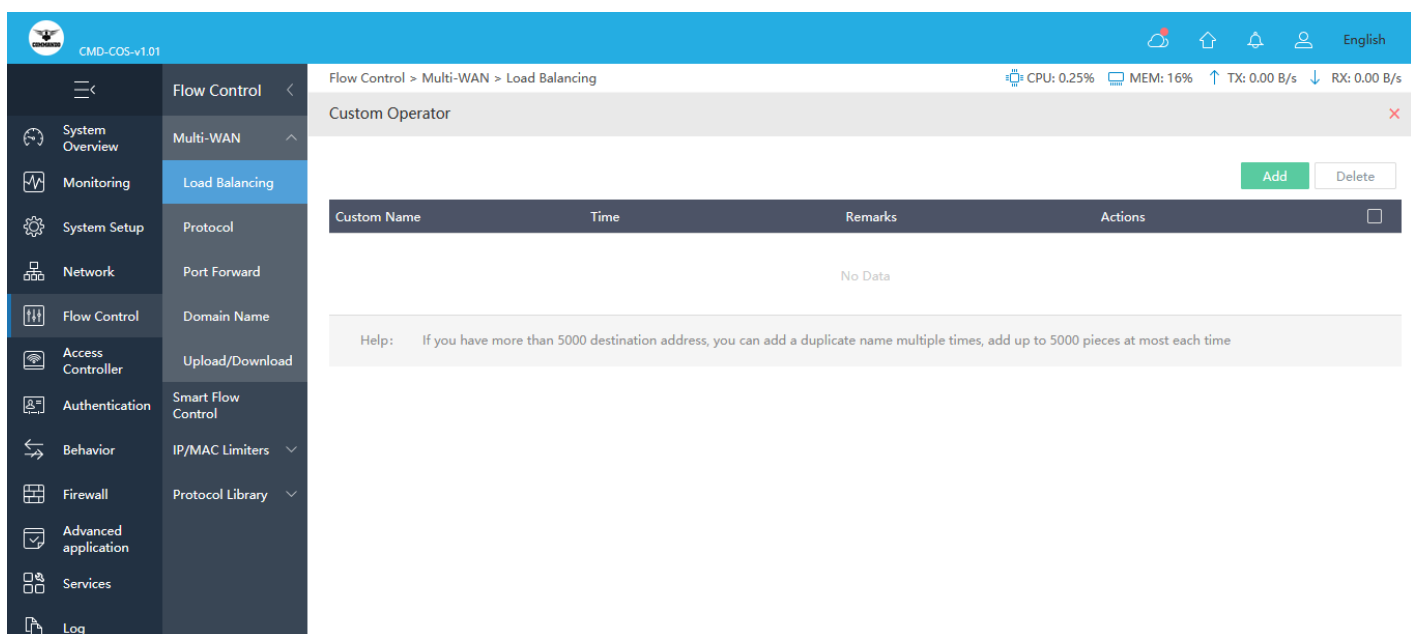 COMMANDO
CMD-COS-v1.01
English
Flow Control
Flow Control > Multi-WAN > Load Balancing
CPU: 0.25%
MEM: 16%
TX: 0.00 B/s
RX: 0.00 B/s
Custom Operator
System
Overview
Multi-WAN
Monitoring
Load Balancing
Add
Delete
System Setup
Protocol
Custom Name
Time
Remarks
Actions
Network
Port Forward
No Data
Flow Control
Domain Name
Help: If you have more than 5000 destination address, you can add a duplicate name multiple times, add up to 5000 pieces at most each time
Access
Controller
Upload/Download
Authentication
Smart Flow
Control
Behavior
IP/MAC Limiters
Firewall
Protocol Library
Advanced
application
Services
Log